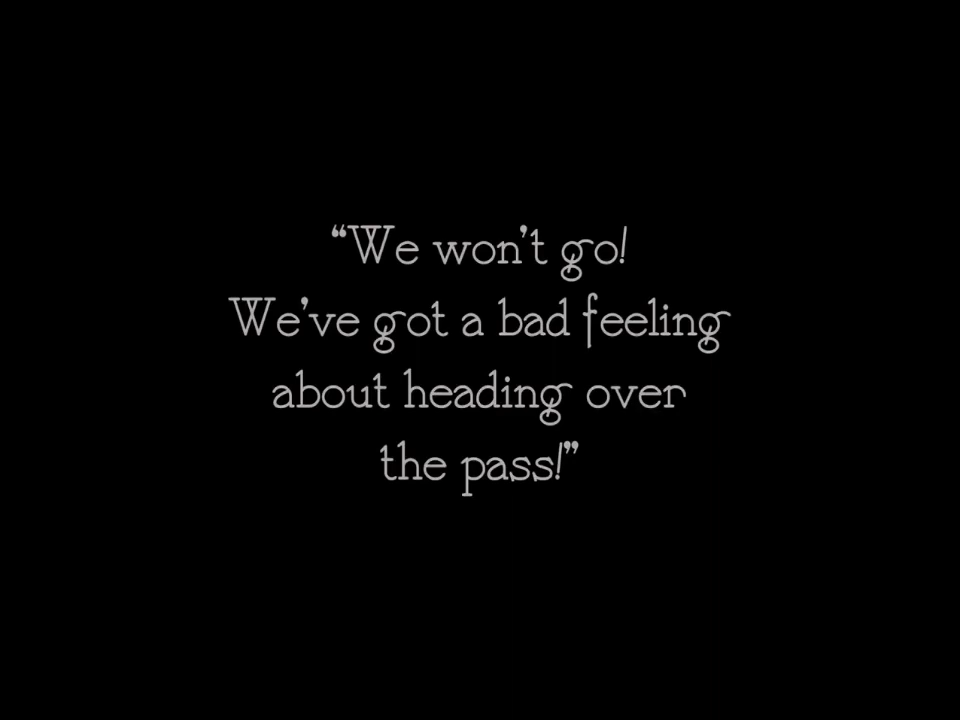 “We won’t go!
We’ve got a bad feeling
about heading over
the pass!”